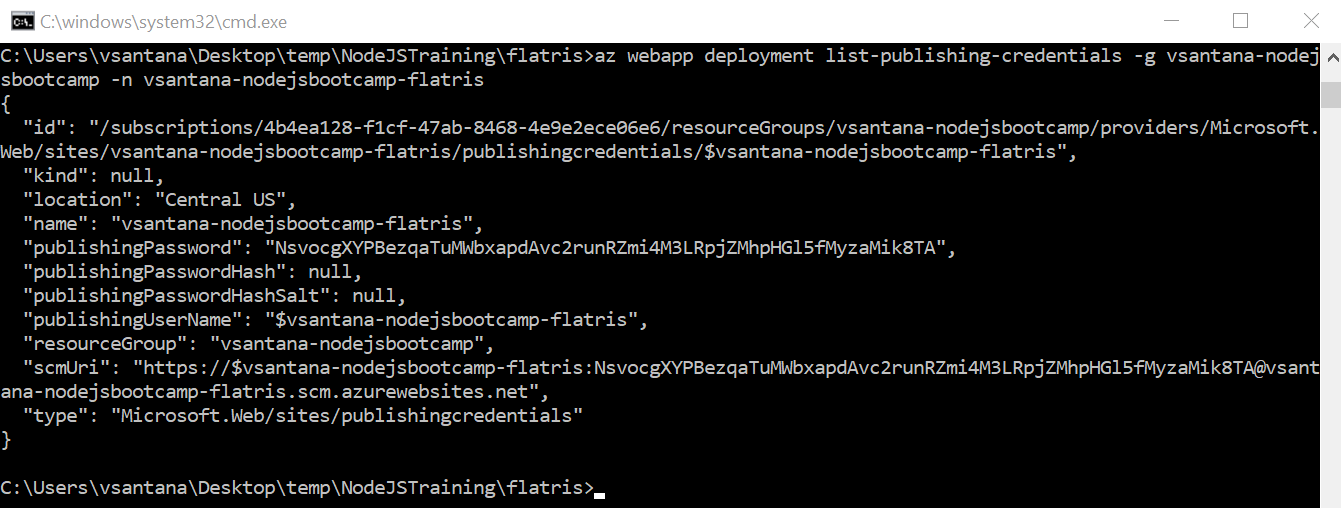 C:\windows\system32\cmd.exe
C:\Users\vsantana\Desktop\temp\NodeJSTraining\flatris>az webapp deployment list-publishing-credentials -g vsantana-nodej
sbootcamp -n vsantana-nodejsbootcamp-flatris
{
  "id": "/subscriptions/4b4ea128-f1cf-47ab-8468-4e9e2ece06e6/resourceGroups/vsantana-nodejsbootcamp/providers/Microsoft.
Web/sites/vsantana-nodejsbootcamp-flatris/publishingcredentials/$vsantana-nodejsbootcamp-flatris",
  "kind": null,
  "location": "Central US",
  "name": "vsantana-nodejsbootcamp-flatris",
  "publishingPassword": "NsvocgXYPBezqaTuMWbxapdAvc2runRZmi4M3LRpjZMhpHGl5fMyzaMik8TA",
  "publishingPasswordHash": null,
  "publishingPasswordHashSalt": null,
  "publishingUserName": "$vsantana-nodejsbootcamp-flatris",
  "resourceGroup": "vsantana-nodejsbootcamp",
  "scmUri": "https://$vsantana-nodejsbootcamp-flatris:NsvocgXYPBezqaTuMWbxapdAvc2runRZmi4M3LRpjZMhpHGl5fMyzaMik8TA@vsant
ana-nodejsbootcamp-flatris.scm.azurewebsites.net",
  "type": "Microsoft.Web/sites/publishingcredentials"
}
C:\Users\vsantana\Desktop\temp\NodeJSTraining\flatris>